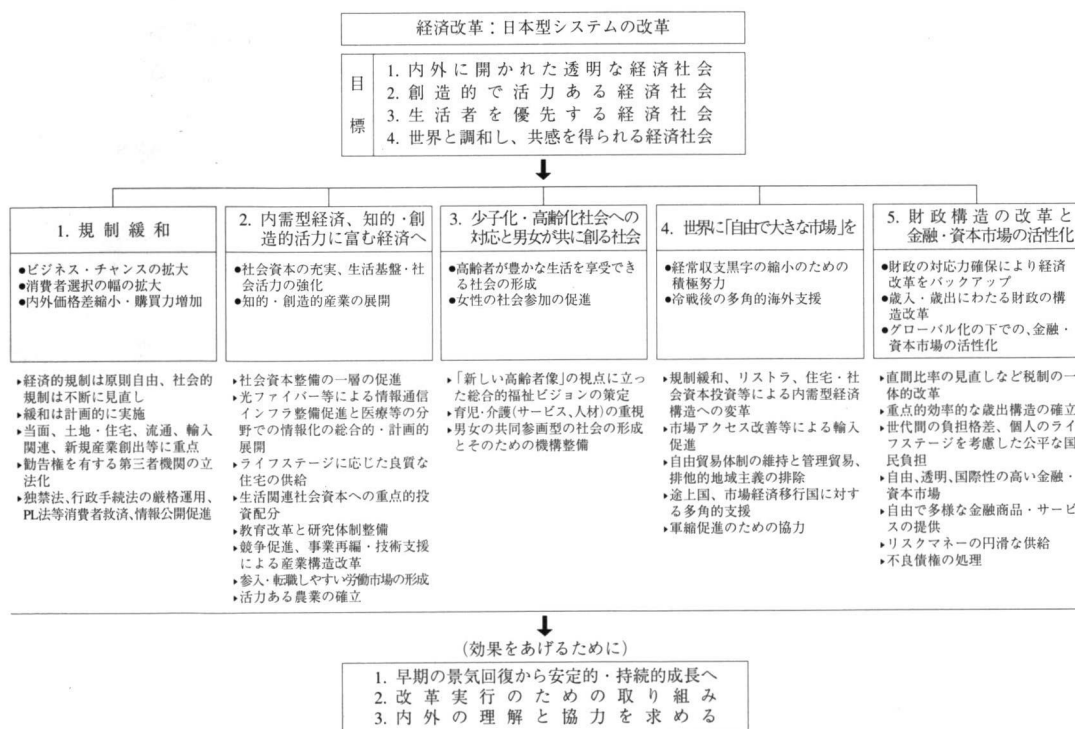 経済改革：日本型システムの改革
目標
1. 内外に開かれた透明な経済社会
2. 創造的で活力ある経済社会
3. 生活者を優先する経済社会
4. 世界と調和し、共感を得られる経済社会
1. 規制緩和
●ビジネス・チャンスの拡大
●消費者選択の幅の拡大
●内外価格差縮小・購買力増加
▸経済的規制は原則自由、社会的
規制は不断に見直し
▸緩和は計画的に実施
▸当面、土地・住宅、流通、輸入
関連、新規産業創出等に重点
▸勧告権を有する第三者機関の立
法化
▸独禁法、行政手続法の厳格運用、
PL法等消費者救済、情報公開促進
2. 内需型経済、知的・創
造的活力に富む経済へ
●社会資本の充実、生活基盤・社
会活力の強化
●知的・創造的産業の展開
▸社会資本整備の一層の促進
▸光ファイバー等による情報通信
インフラ整備促進と医療等の分
野での情報化の総合的・計画的
展開
▸ライフステージに応じた良質な
住宅の供給
▸生活関連社会資本への重点的投
資配分
▸教育改革と研究体制整備
▸競争促進、事業再編・技術支援
による産業構造改革
▸参入・転職しやすい労働市場の形成
▸活力ある農業の確立
3. 少子化・高齢化社会への
対応と男女が共に創る社会
●高齢者が豊かな生活を享受でき
る社会の形成
●女性の社会参加の促進
▸「新しい高齢者像」の視点に立っ
た総合的福祉ビジョンの策定
▸育児・介護(サービス、人材)の重視
▸男女の共同参画型の社会の形成
とそのための機構整備
4. 世界に「自由で大きな市場」を
●経常収支黒字の縮小のための
積極努力
●冷戦後の多角的海外支援
▸規制緩和、リストラ、住宅・社
会資本投資等による内需型経済
構造への変革
▸市場アクセス改善等による輸入
促進
▸自由貿易体制の維持と管理貿易、
排他的地域主義の排除
▸途上国、市場経済移行国に対す
る多角的支援
▸軍縮促進のための協力
5. 財政構造の改革と
金融・資本市場の活性化
●財政の対応力確保により経済
改革をバックアップ
●歳入・歳出にわたる財政の構
造改革
●グローバル化の下での、金融・
資本市場の活性化
▸直間比率の見直しなど税制の一
体的改革
▸重点的効率的な歳出構造の確立
▸世代間の負担格差、個人のライ
フステージを考慮した公平な国
民負担
▸自由、透明、国際性の高い金融・
資本市場
▸自由で多様な金融商品・サービ
スの提供
▸リスクマネーの円滑な供給
▸不良債権の処理
(効果をあげるために)
1. 早期の景気回復から安定的・持続的成長へ
2. 改革実行のための取り組み
3. 内外の理解と協力を求める